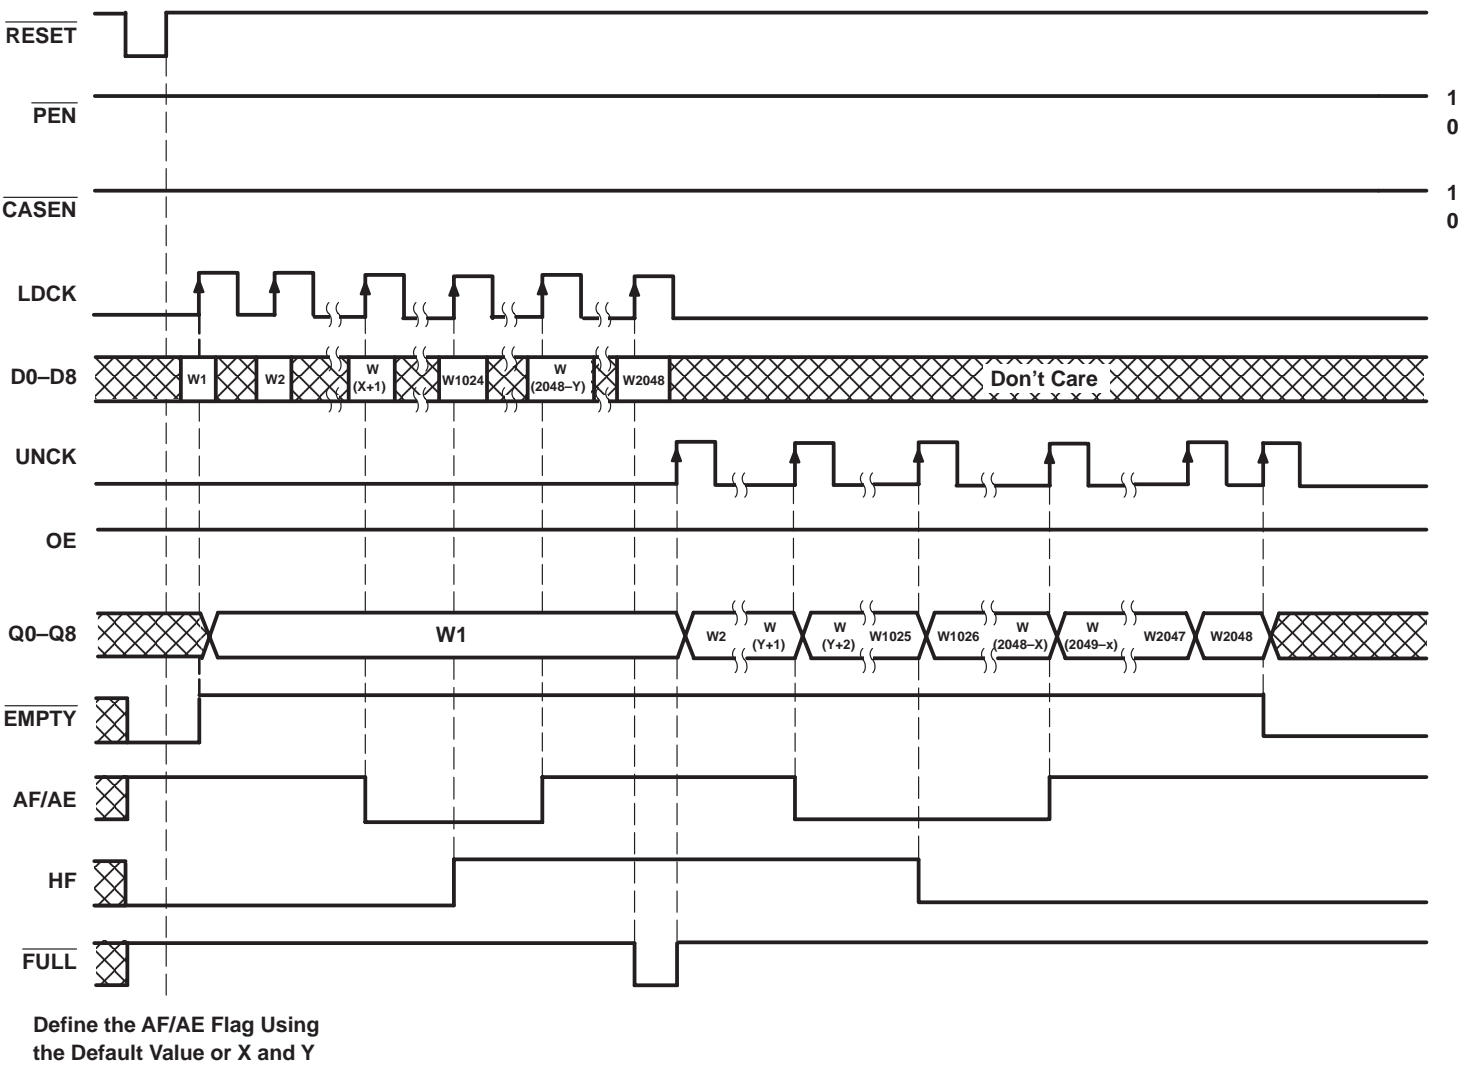 RESET
PEN
1
0
CASEN
1
0
LDCK
D0–D8
W1
W2
W
(X+1)
W1024
W
(2048–Y)
W2048
Don't Care
UNCK
OE
Q0–Q8
W1
W2
W
(Y+1)
W
(Y+2)
W1025
W1026
W
(2048–X)
W
(2049–x)
W2047
W2048
EMPTY
AF/AE
HF
FULL
Define the AF/AE Flag Using
the Default Value or X and Y